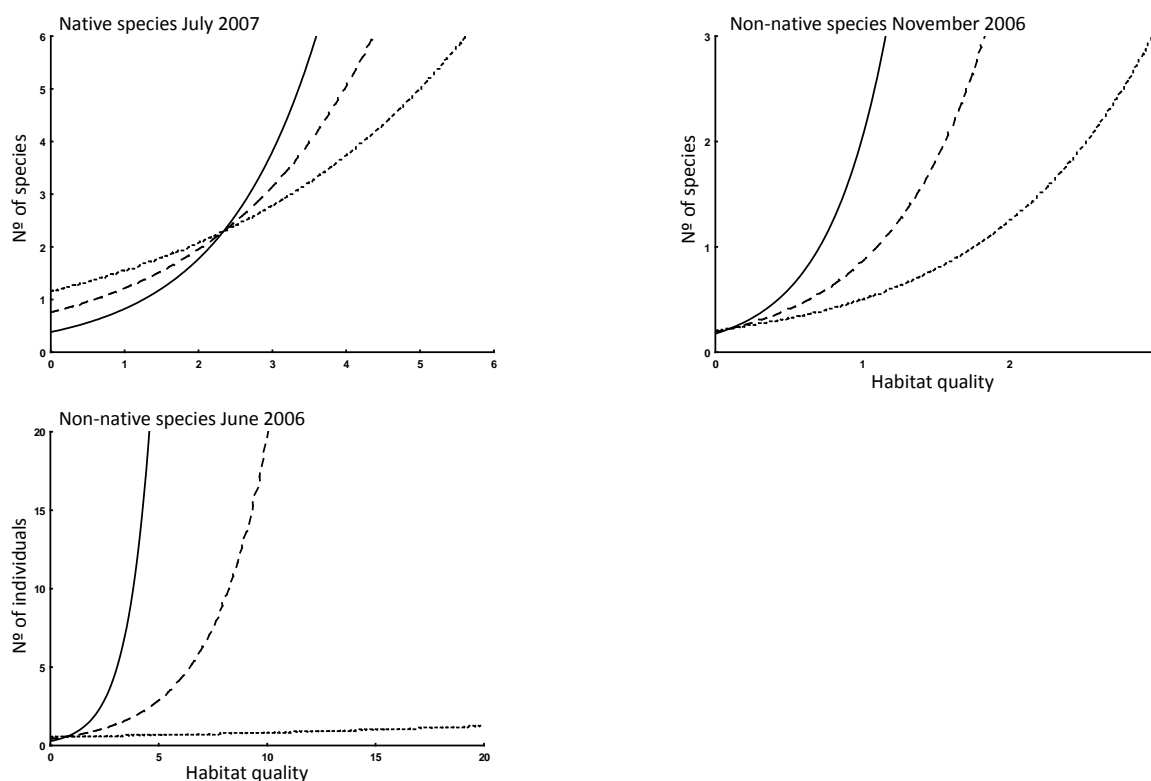 Native species July 2007
Nº of species
6
5
4
3
2
1
0
0 1 2 3 4 5 6
Non-native species November 2006
Nº of species
3
2
1
0
0 1 2
Habitat quality
Non-native species June 2006
Nº of individuals
20
15
10
5
0
0 5 10 15 20
Habitat quality